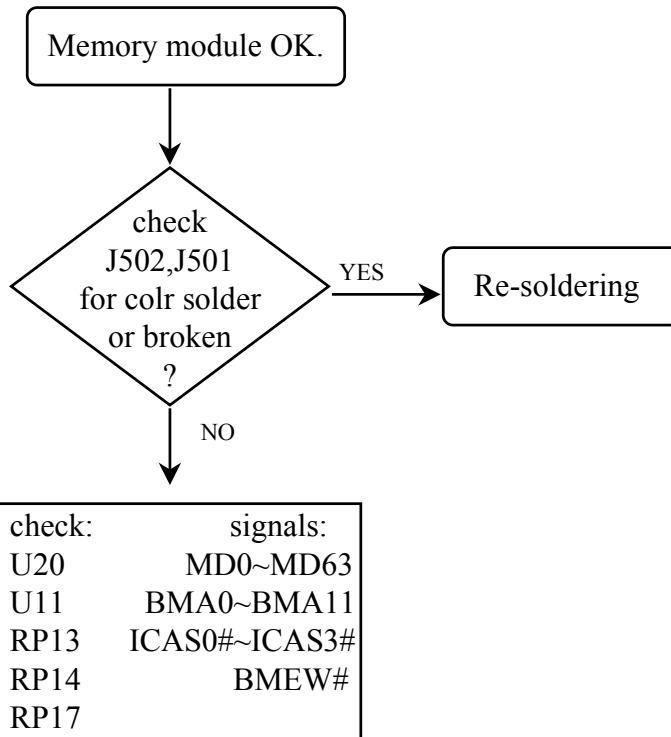 Memory module OK.
check
J502,J501
for colr solder
or broken
?
YES
Re-soldering
NO
check: signals:
U20 MD0~MD63
U11 BMA0~BMA11
RP13 ICAS0#~ICAS3#
RP14 BMEW#
RP17